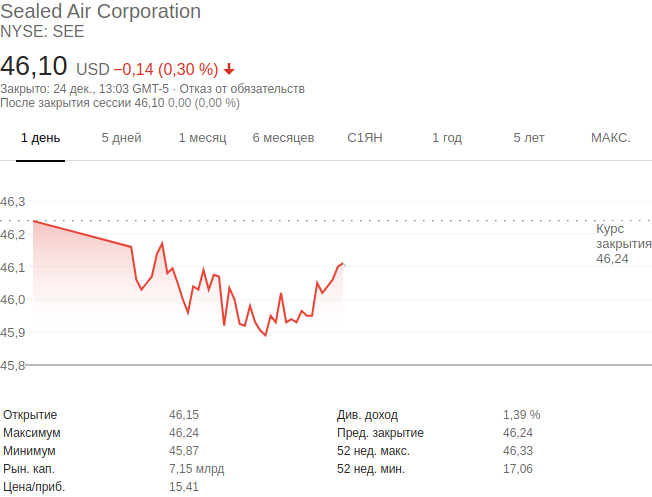 Sealed Air Corporation
NYSE: SEE
46,10 USD −0,14 (0,30 %)
Закрыто: 24 дек., 13:03 GMT-5 · Отказ от обязательств
После закрытия сессии 46,10 0,00 (0,00 %)
1 день 5 дней 1 месяц 6 месяцев С1ЯН 1 год 5 лет МАКС.
46,3
46,2
46,1
46,0
45,9
45,8
Курс
закрытия
46,24
Открытие 46,15 Див. доход 1,39 %
Максимум 46,24 Пред. закрытие 46,24
Минимум 45,87 52 нед. макс. 46,33
Рын. кап. 7,15 млрд 52 нед. мин. 17,06
Цена/приб. 15,41